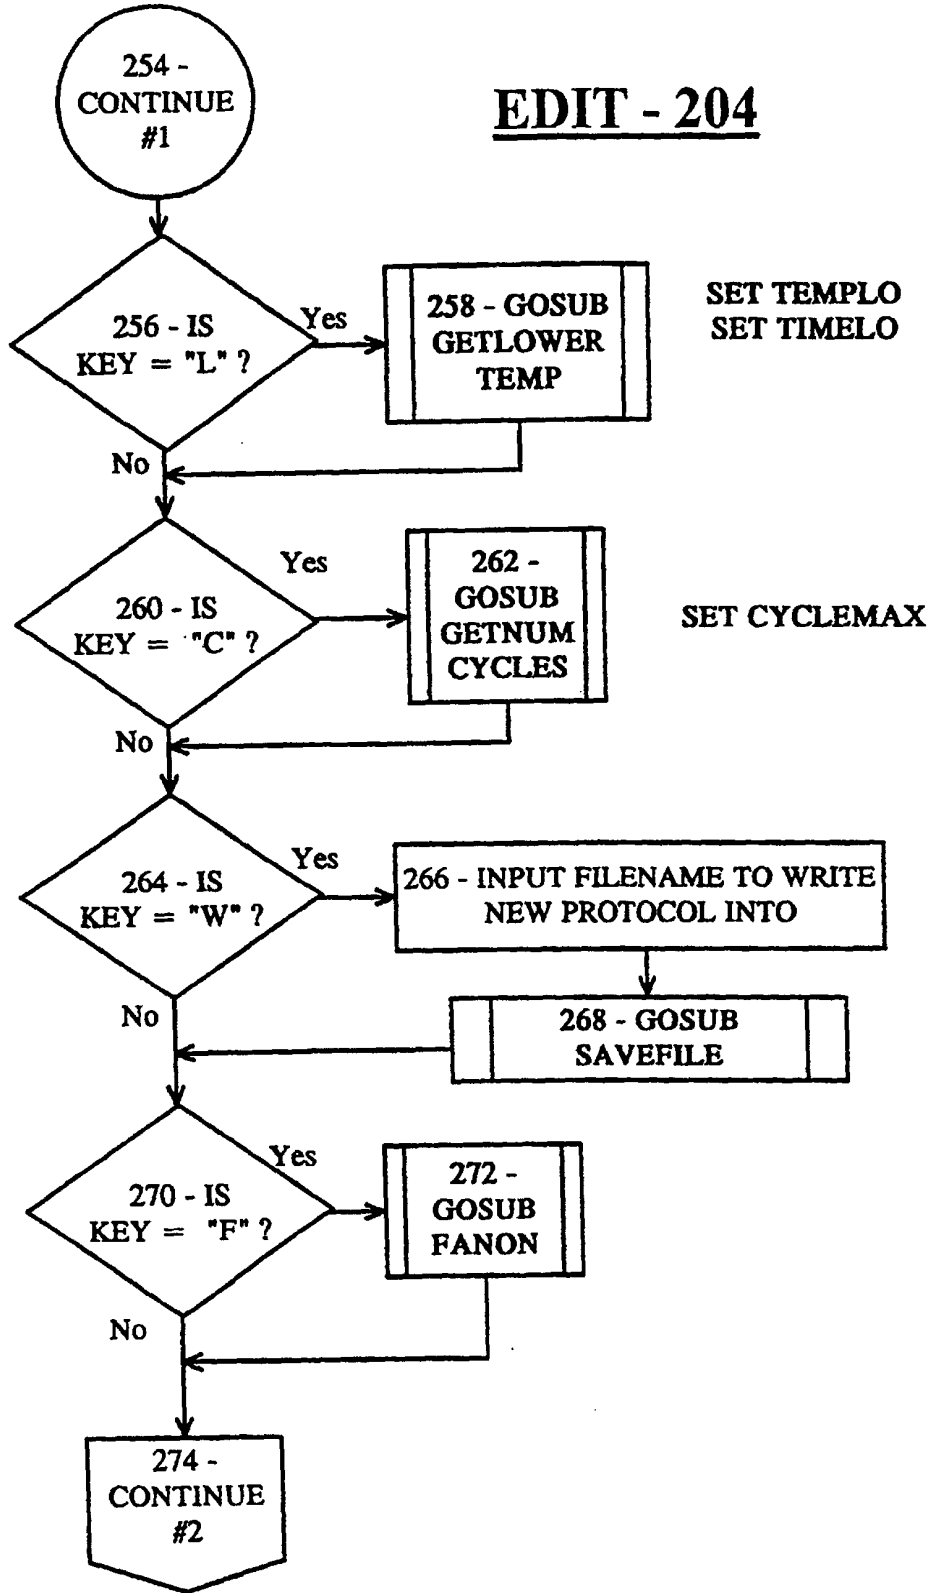 254 -
CONTINUE
#1
EDIT - 204
256 - IS
KEY = "L" ?
Yes
258 - GOSUB
GETLOWER
TEMP
SET TEMPLO
SET TIMELO
No
260 - IS
KEY = "C" ?
Yes
262 -
GOSUB
GETNUM
CYCLES
SET CYCLEMAX
No
264 - IS
KEY = "W" ?
Yes
266 - INPUT FILENAME TO WRITE
NEW PROTOCOL INTO
268 - GOSUB
SAVEFILE
No
270 - IS
KEY = "F" ?
Yes
272 -
GOSUB
FANON
No
274 -
CONTINUE
#2